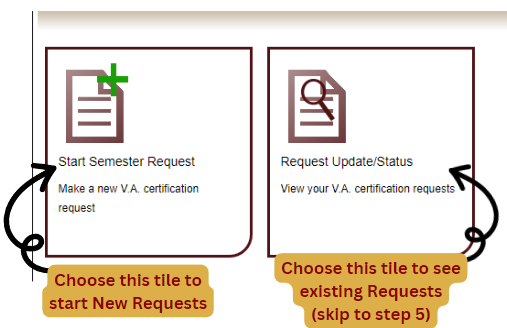 Start Semester Request
Make a new V.A. certification
request
Request Update/Status
View your V.A. certification requests
Choose this tile to
start New Requests
Choose this tile to see
existing Requests
(skip to step 5)